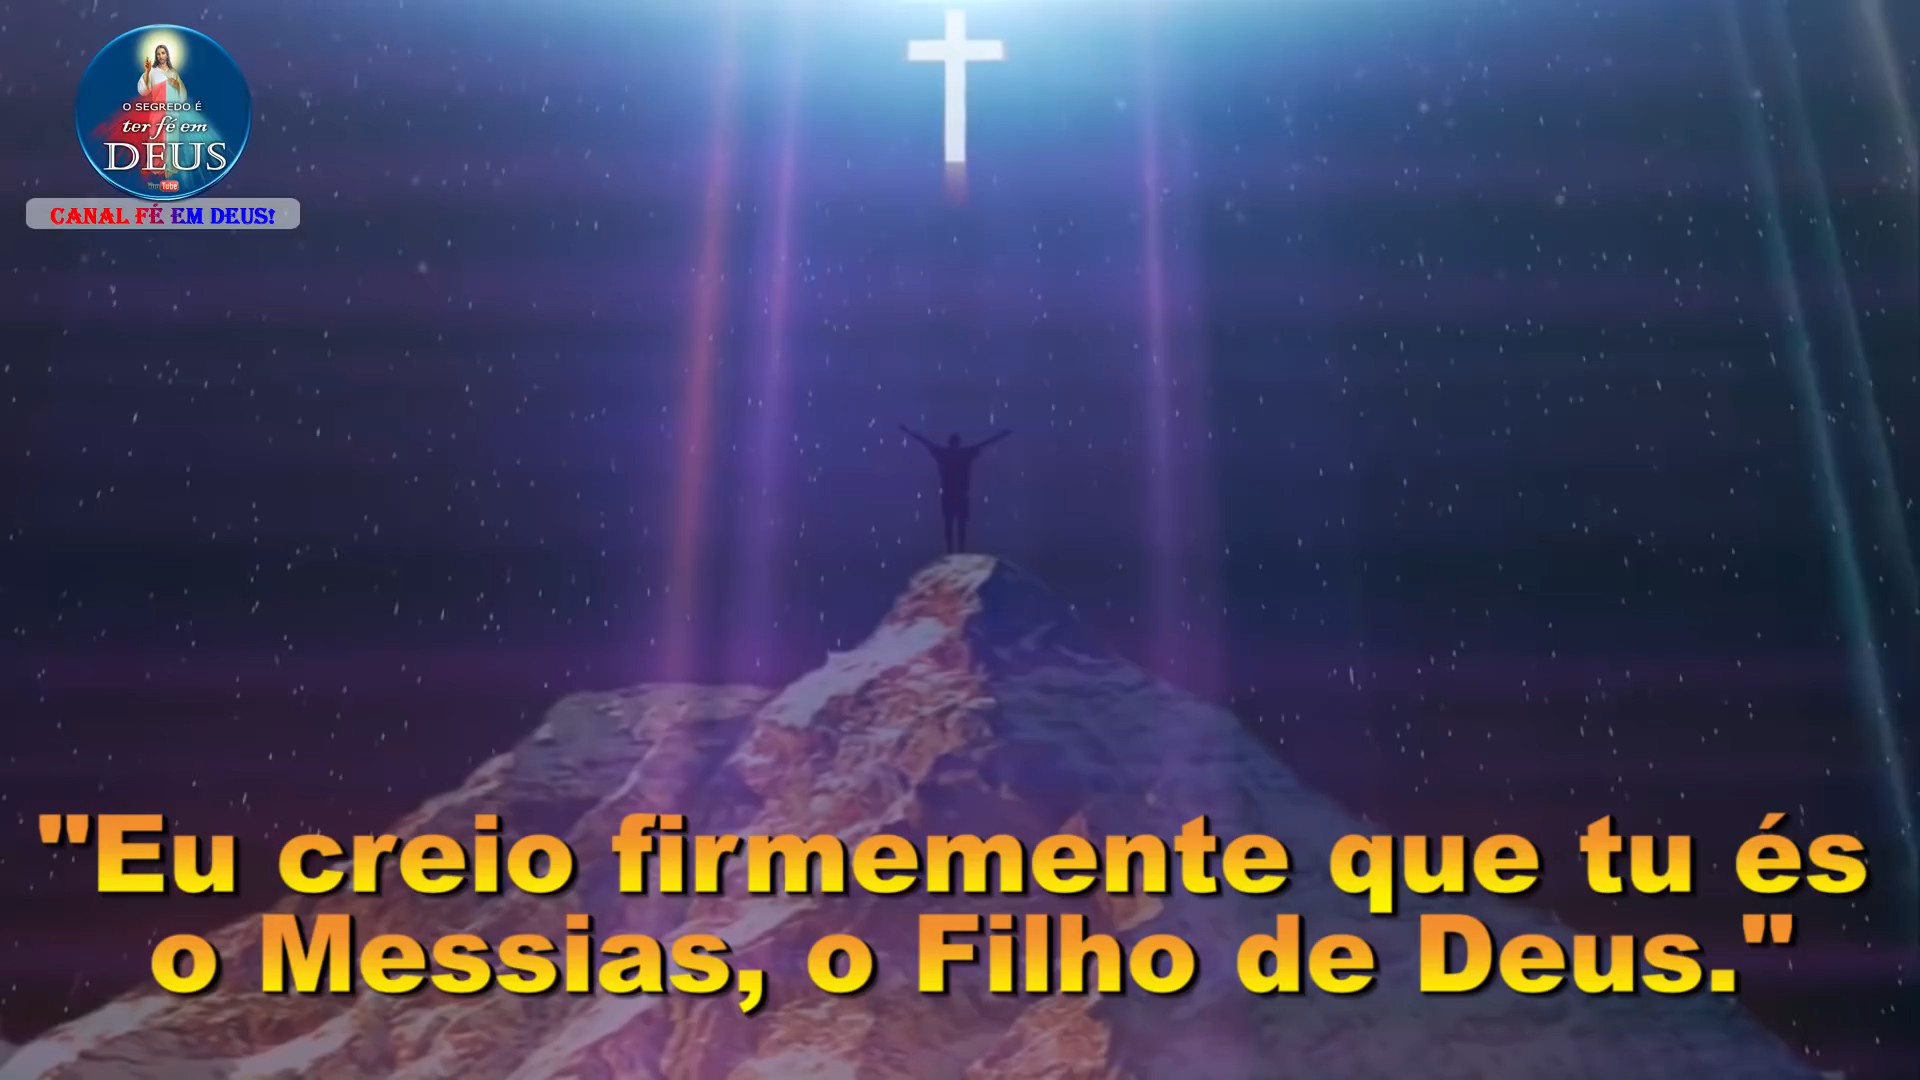 O SEGREDO É
ter fé em
DEUS
CANAL FÉ EM DEUS!
"Eu creio firmemente que tu és
o Messias, o Filho de Deus."